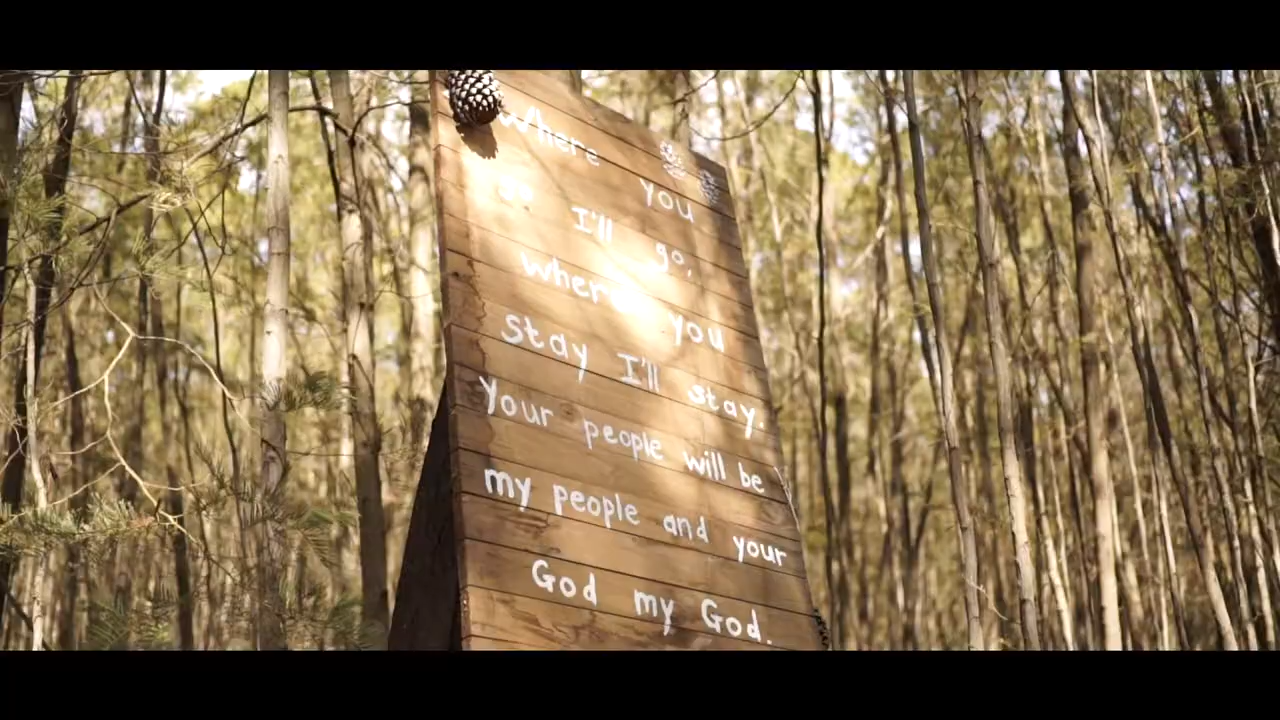 Where you
go I'll go,
where you
stay I'll stay.
Your people will be
my people and your
God my God.